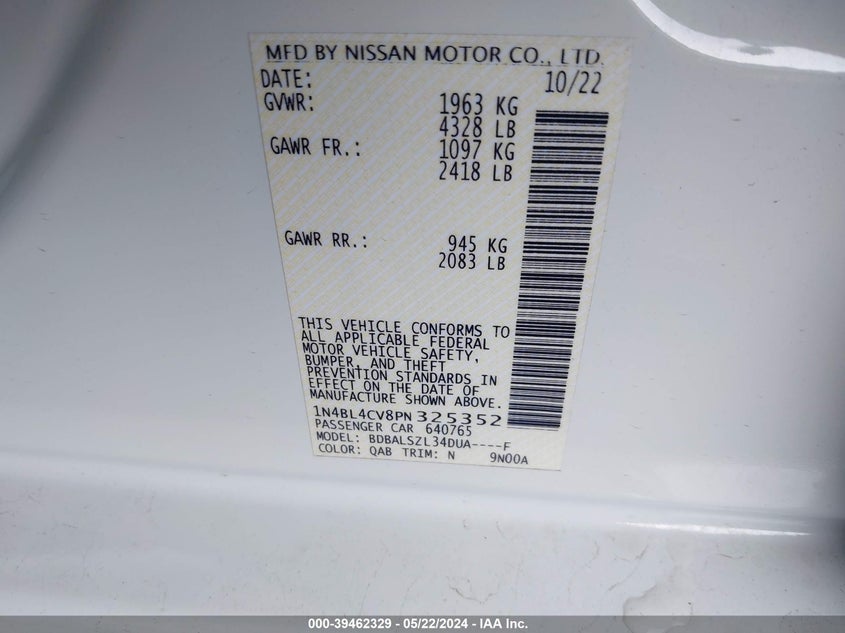 MFD BY NISSAN MOTOR CO., LTD.
DATE: 10/22
GVWR: 1963 KG
4328 LB
GAWR FR.: 1097 KG
2418 LB
GAWR RR.: 945 KG
2083 LB
THIS VEHICLE CONFORMS TO
ALL APPLICABLE FEDERAL
MOTOR VEHICLE SAFETY,
BUMPER, AND THEFT
PREVENTION STANDARDS IN
EFFECT ON THE DATE OF
MANUFACTURE SHOWN ABOVE.
1N4BL4CV8PN325352
PASSENGER CAR 640765
MODEL: BDBALSZL34DUA----F
COLOR: QAB TRIM: N 9N00A
000-39462329 - 05/22/2024 - IAA Inc.